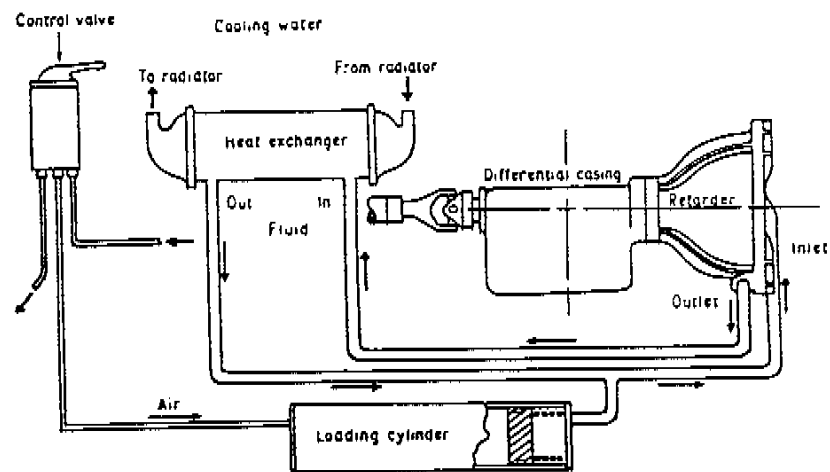 Control valve
Cooling water
To radiator
From radiator
Heat exchanger
Differential casing
Retarder
Out
In
Fluid
Inlet
Outlet
Air
Loading cylinder